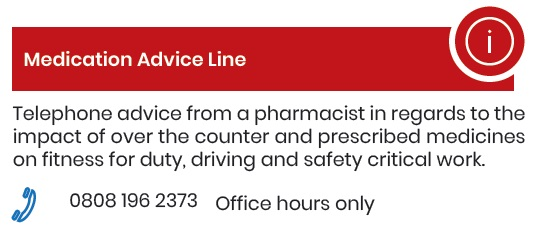 Medication Advice Line
i
Telephone advice from a pharmacist in regards to the
impact of over the counter and prescribed medicines
on fitness for duty, driving and safety critical work.
0808 196 2373 Office hours only